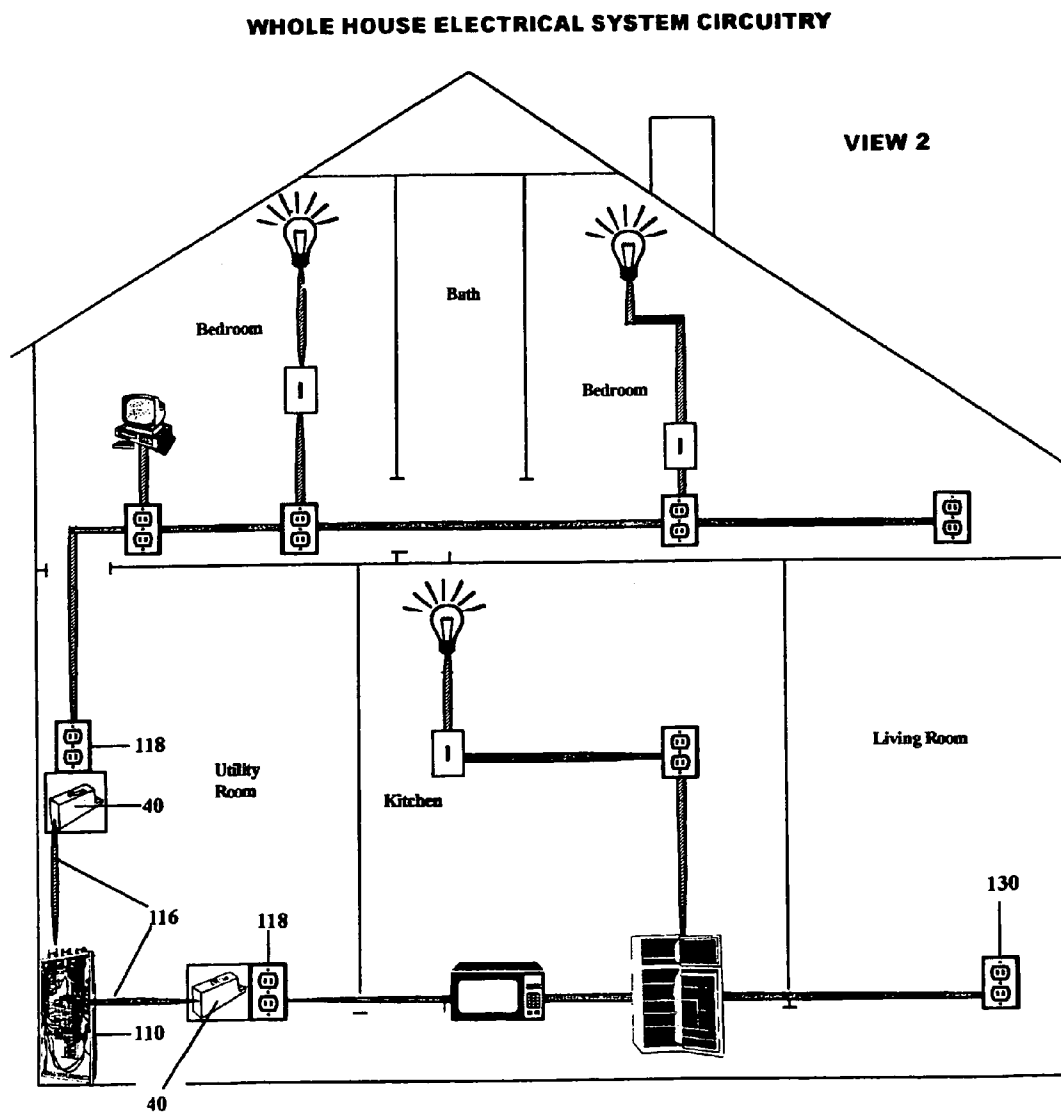 WHOLE HOUSE ELECTRICAL SYSTEM CIRCUITRY
VIEW 2
Bath
Bedroom
Bedroom
118
Living Room
Utility
Room
40
Kitchen
130
116
118
110
40